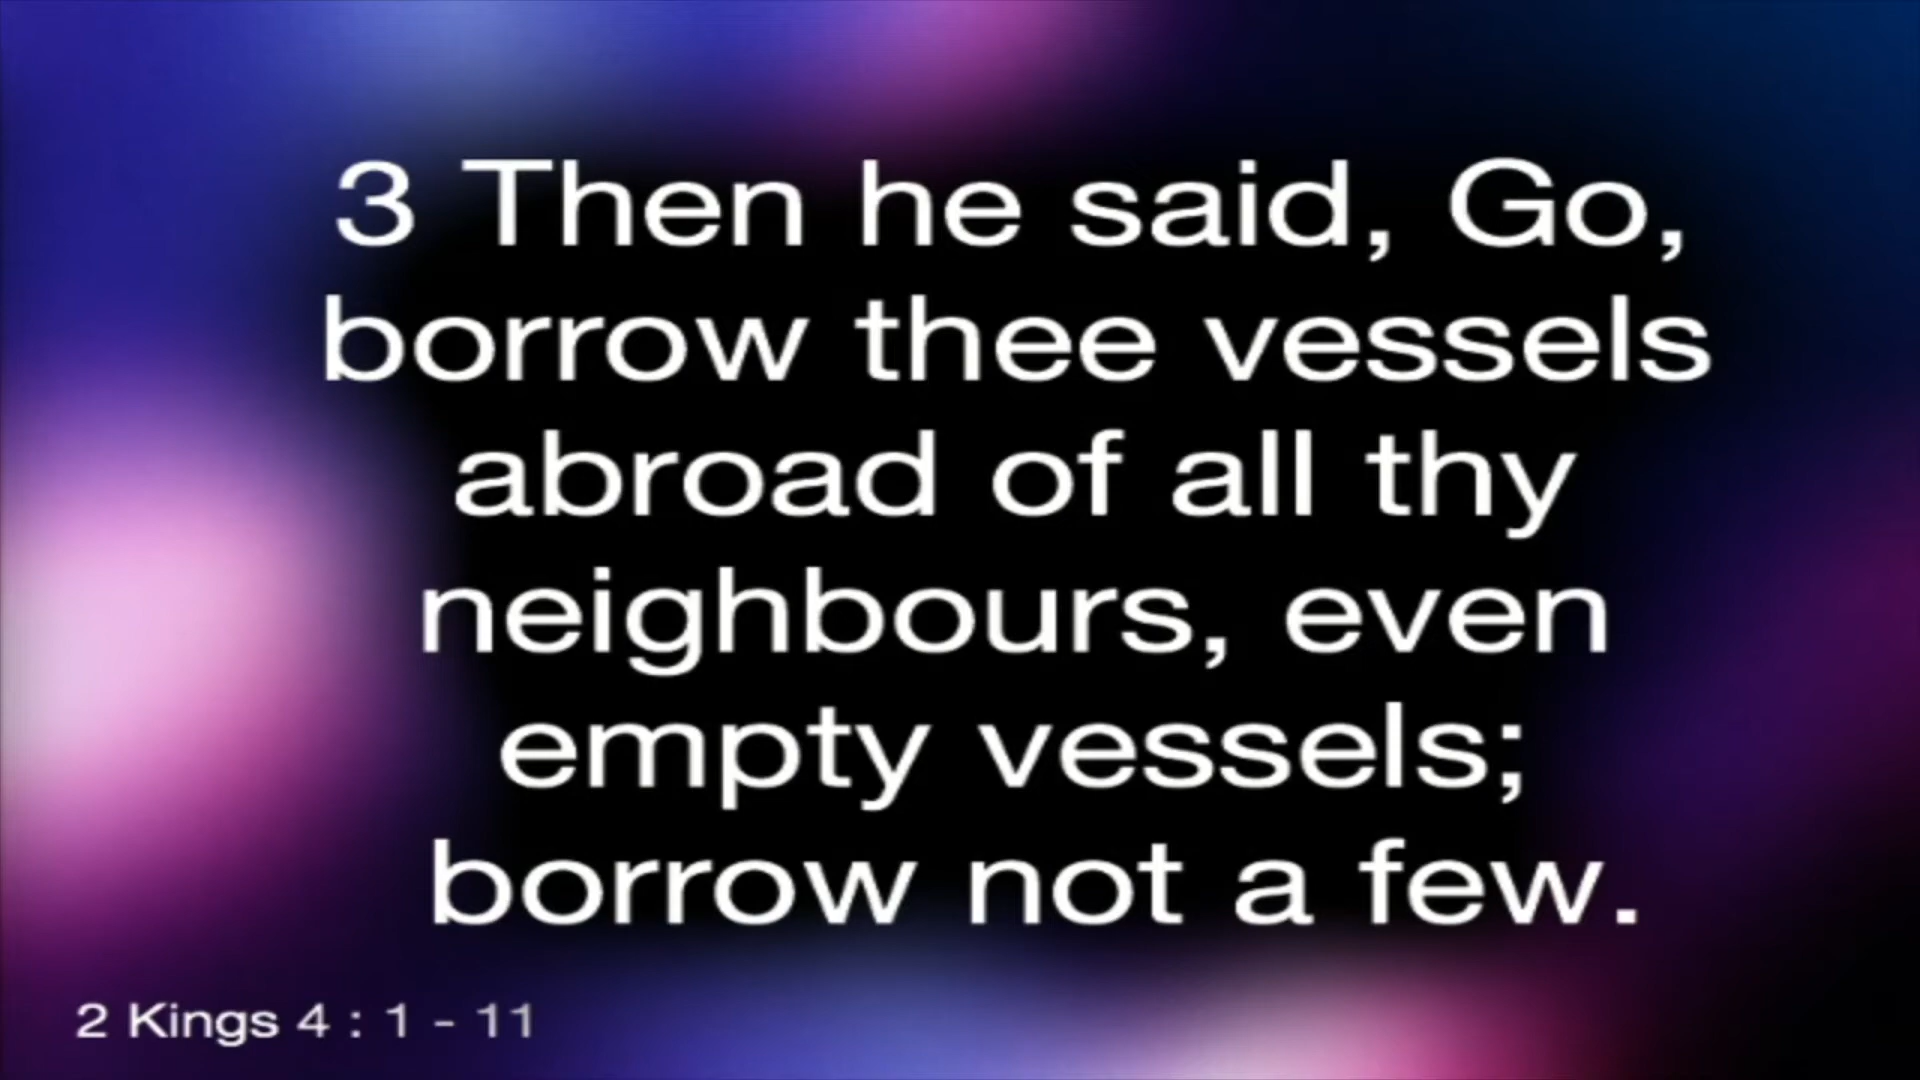 3 Then he said, Go,
borrow thee vessels
abroad of all thy
neighbours, even
empty vessels;
borrow not a few.
2 Kings 4 : 1 - 11